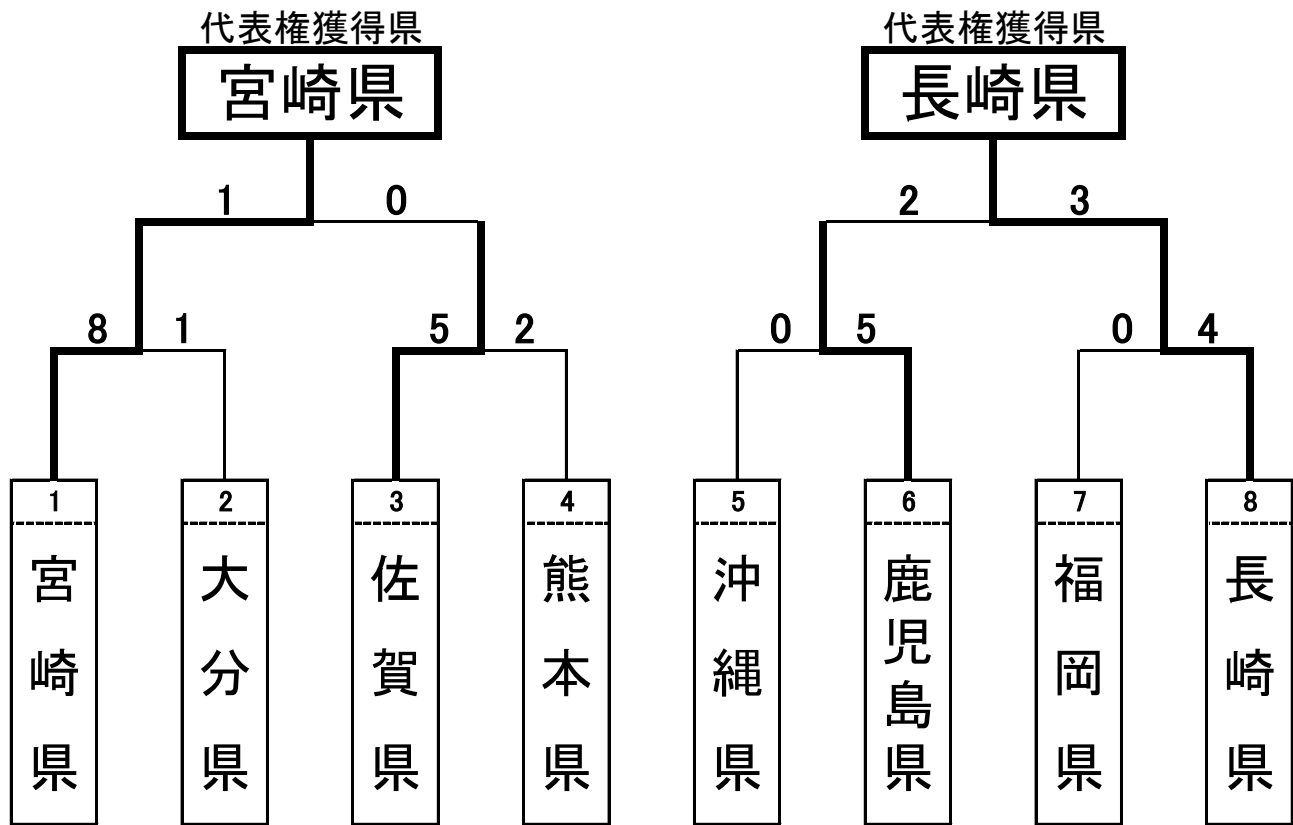 代表権獲得県 代表権獲得県
宮崎県 長崎県
1 0 2 3
8 1 5 2 0 5 0 4
1 2 3 4 5 6 7 8
宮崎県
大分県
佐賀県
熊本県
沖縄県
鹿児島県
福岡県
長崎県